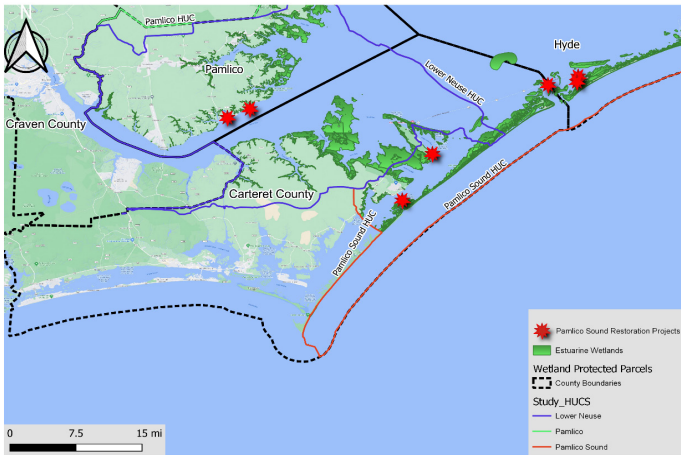 Pamlico HUC
Hyde
Pamlico
Lower Neuse HUC
Craven County
Carteret County
Pamlico Sound HUC
Pamlico Sound HUC
Pamlico Sound Restoration Projects
Estuarine Wetlands
Wetland Protected Parcels
County Boundaries
Study_HUCS
Lower Neuse
Pamlico
Pamlico Sound
0 7.5 15 mi